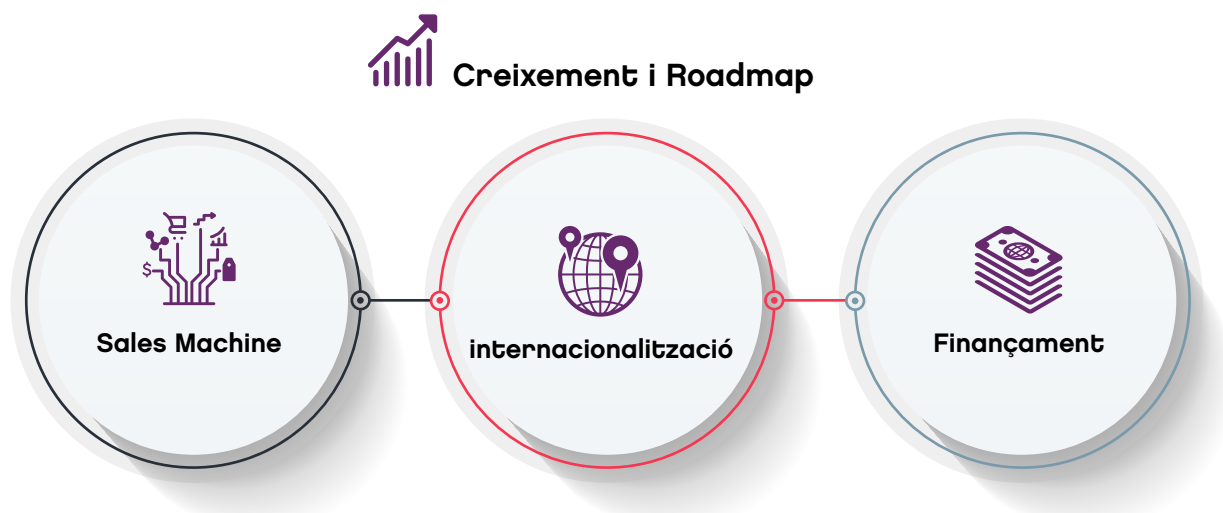 Creixement i Roadmap
$
Sales Machine
internacionalització
Finançament